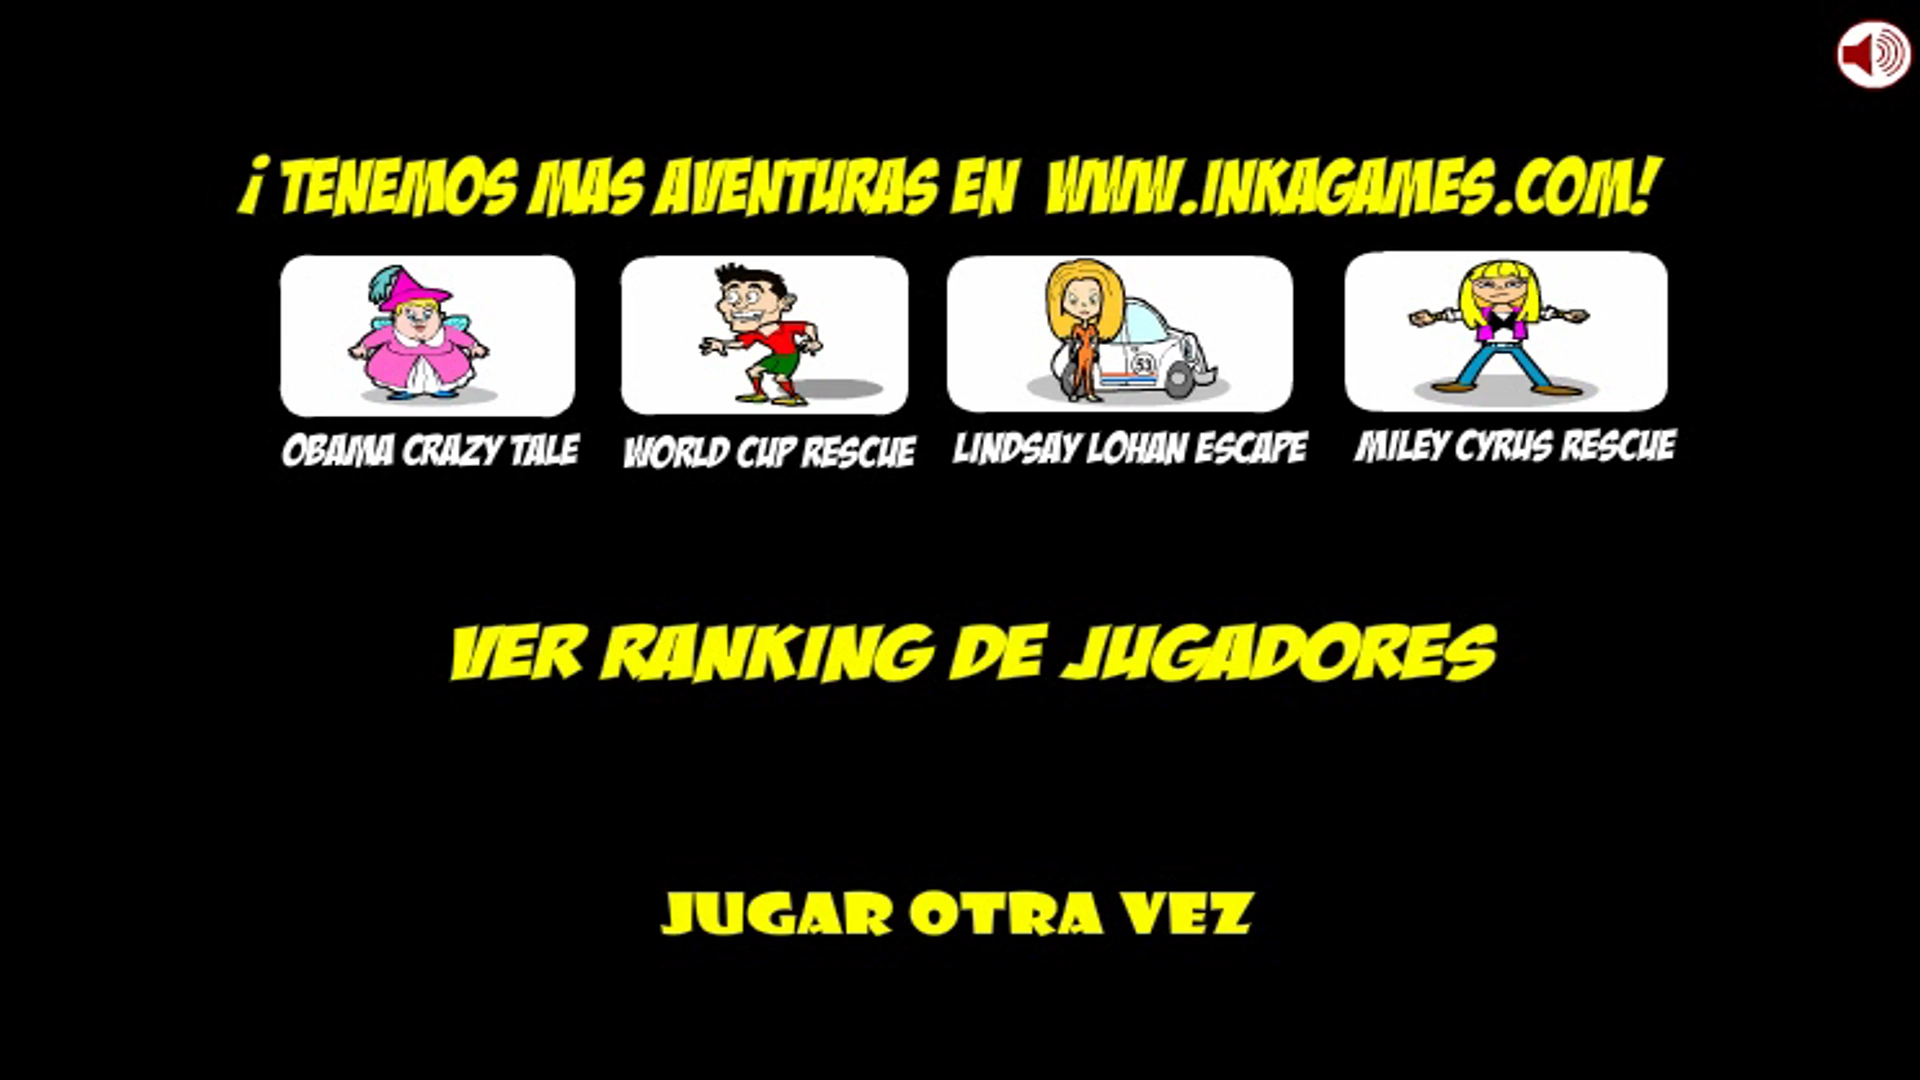 ¡ TENEMOS MAS AVENTURAS EN WWW.INKAGAMES.COM!
53
OBAMA CRAZY TALE WORLD CUP RESCUE LINDSAY LOHAN ESCAPE MILEY CYRUS RESCUE
VER RANKING DE JUGADORES
JUGAR OTRA VEZ